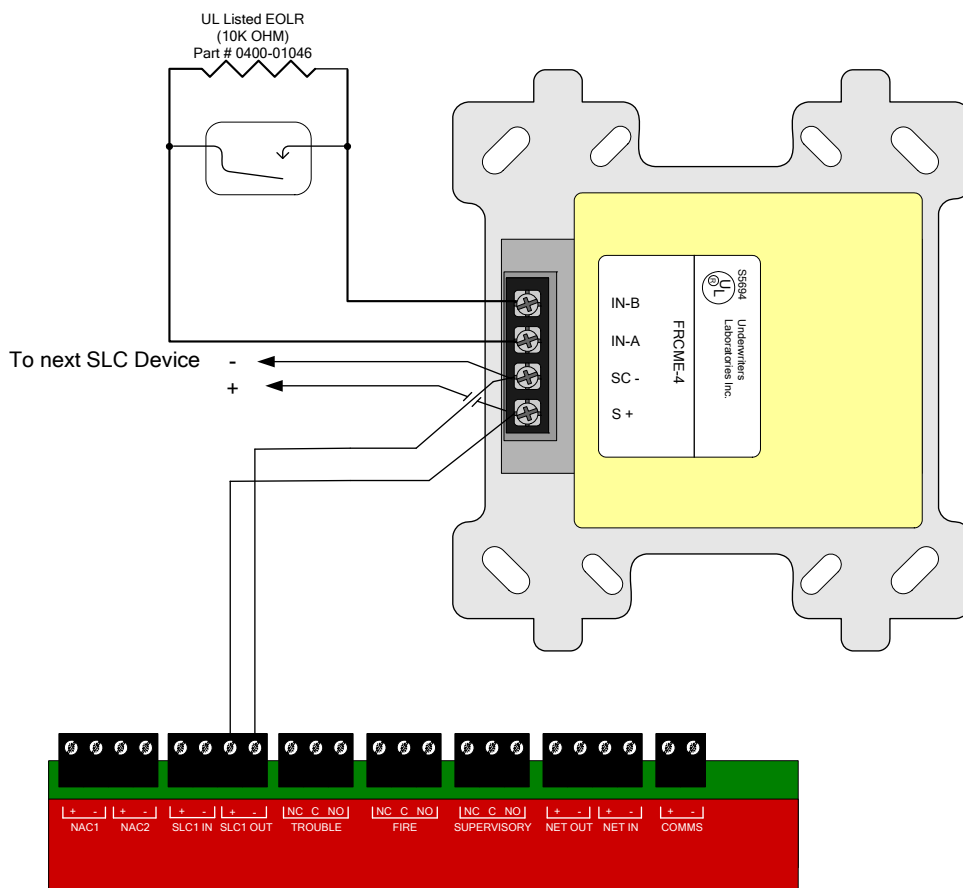 UL Listed EOLR
(10K OHM)
Part # 0400-01046
S5694
UL
®
Underwriters
Laboratories Inc.
FRCME-4
IN-B
IN-A
SC -
S +
To next SLC Device -
+
+ - + - + - + - NC C NO NC C NO NC C NO + - + - + -
NAC1 NAC2 SLC1 IN SLC1 OUT TROUBLE FIRE SUPERVISORY NET OUT NET IN COMMS